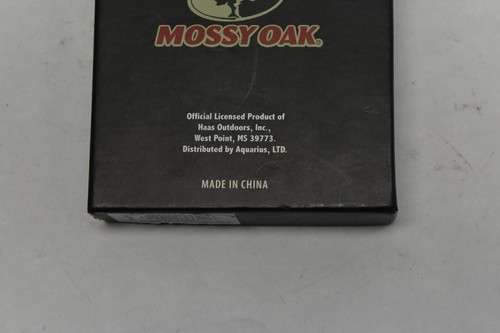 MOSSY OAK®
Official Licensed Product of
Haas Outdoors, Inc.,
West Point, MS 39773.
Distributed by Aquarius, LTD.
MADE IN CHINA